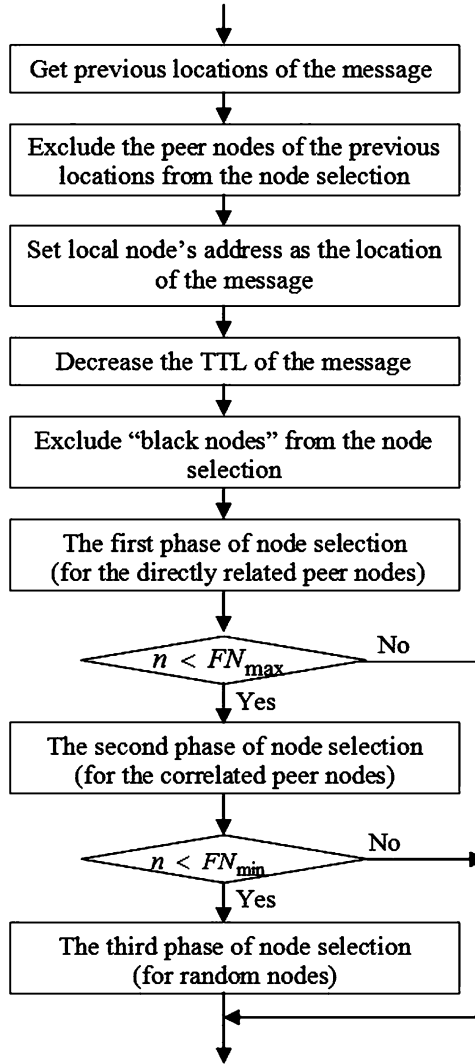 Get previous locations of the message
Exclude the peer nodes of the previous
locations from the node selection
Set local node's address as the location
of the message
Decrease the TTL of the message
Exclude “black nodes” from the node
selection
The first phase of node selection
(for the directly related peer nodes)
n < FNmax
No
Yes
The second phase of node selection
(for the correlated peer nodes)
n < FNmin
No
Yes
The third phase of node selection
(for random nodes)